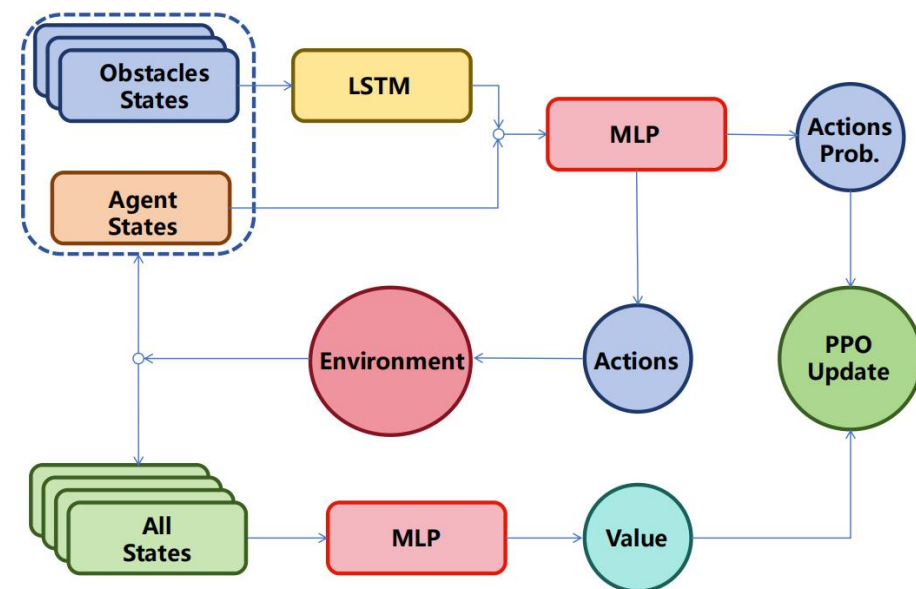 Obstacles
States
LSTM
MLP
Actions
Prob.
Agent
States
Environment
Actions
PPO
Update
All
States
MLP
Value